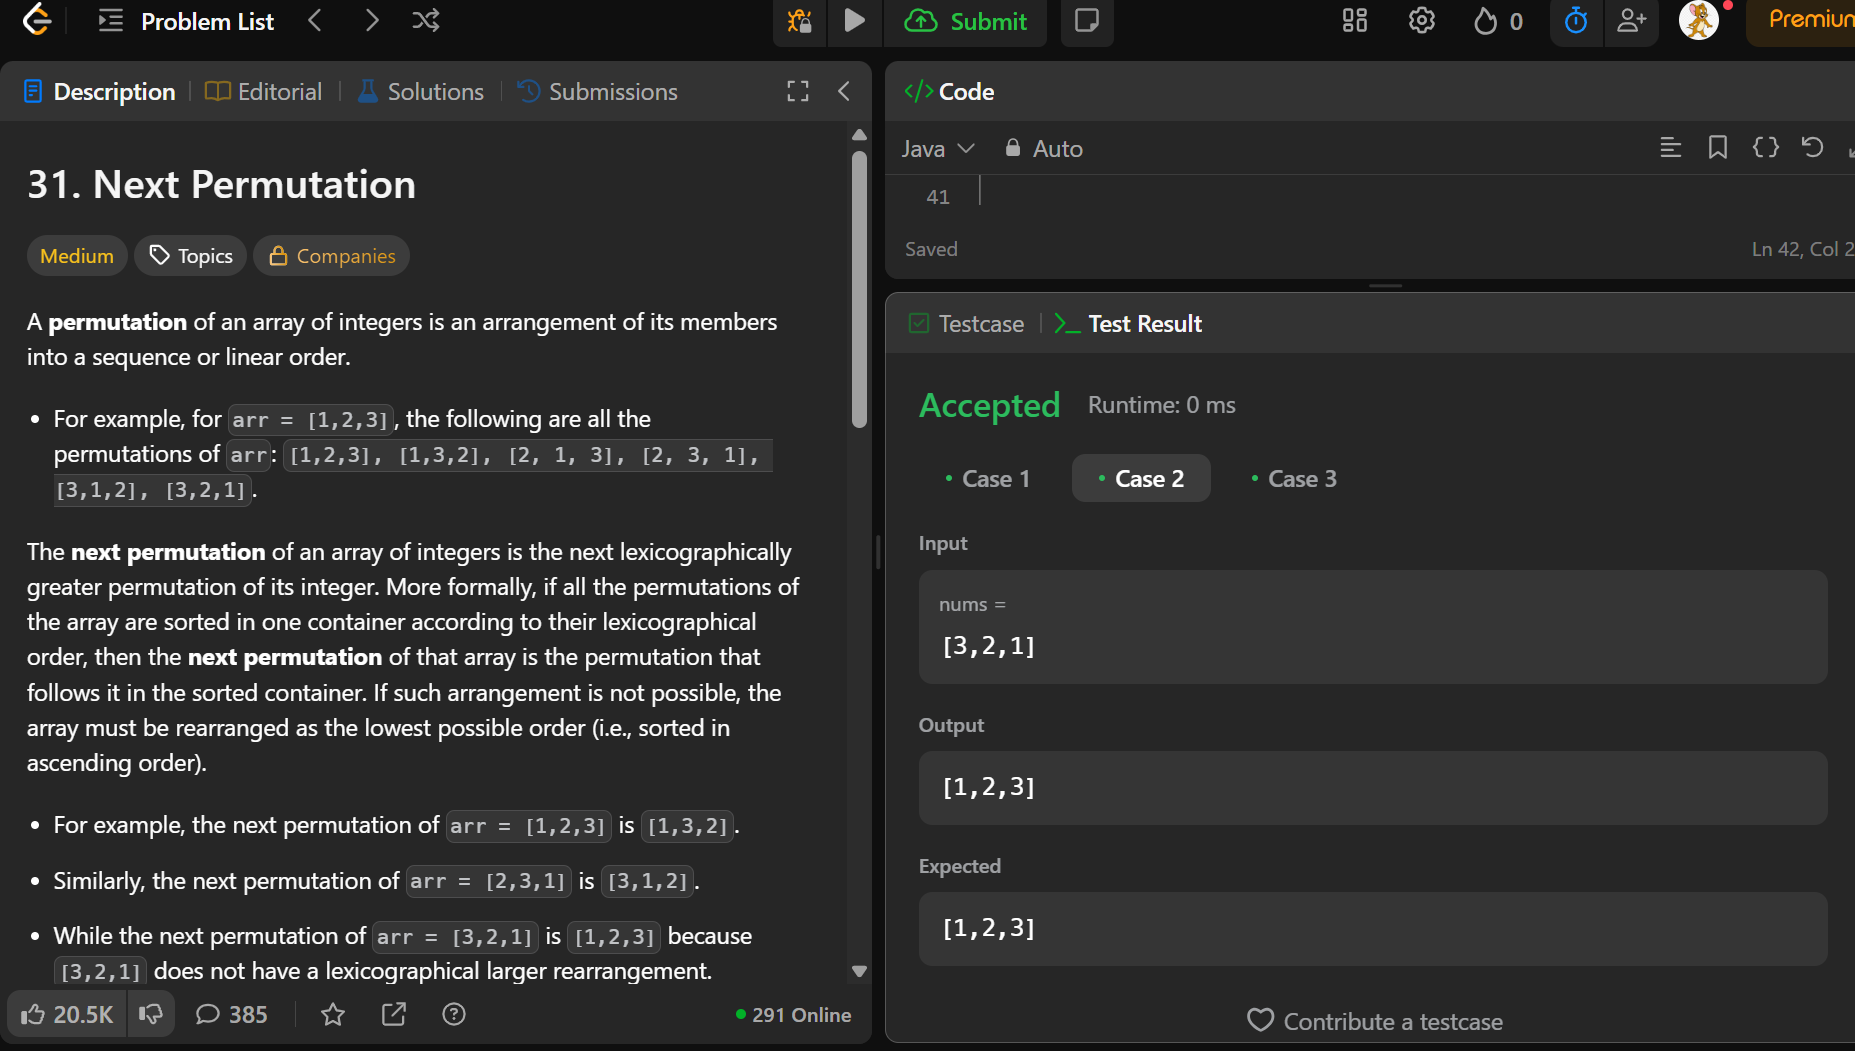 Problem List
Submit
0
Premium
Description
Editorial
Solutions
Submissions
31. Next Permutation
Medium
Topics
Companies
A permutation of an array of integers is an arrangement of its members
into a sequence or linear order.
• For example, for arr = [1,2,3], the following are all the
permutations of arr: [1,2,3], [1,3,2], [2, 1, 3], [2, 3, 1],
[3,1,2], [3,2,1].
The next permutation of an array of integers is the next lexicographically
greater permutation of its integer. More formally, if all the permutations of
the array are sorted in one container according to their lexicographical
order, then the next permutation of that array is the permutation that
follows it in the sorted container. If such arrangement is not possible, the
array must be rearranged as the lowest possible order (i.e., sorted in
ascending order).
• For example, the next permutation of arr = [1,2,3] is [1,3,2].
• Similarly, the next permutation of arr = [2,3,1] is [3,1,2].
• While the next permutation of arr = [3,2,1] is [1,2,3] because
[3,2,1] does not have a lexicographical larger rearrangement.
20.5K
385
291 Online
</> Code
Java
Auto
41
Saved
Ln 42, Col 2
Testcase
Test Result
Accepted
Runtime: 0 ms
• Case 1
• Case 2
• Case 3
Input
nums =
[3,2,1]
Output
[1,2,3]
Expected
[1,2,3]
Contribute a testcase